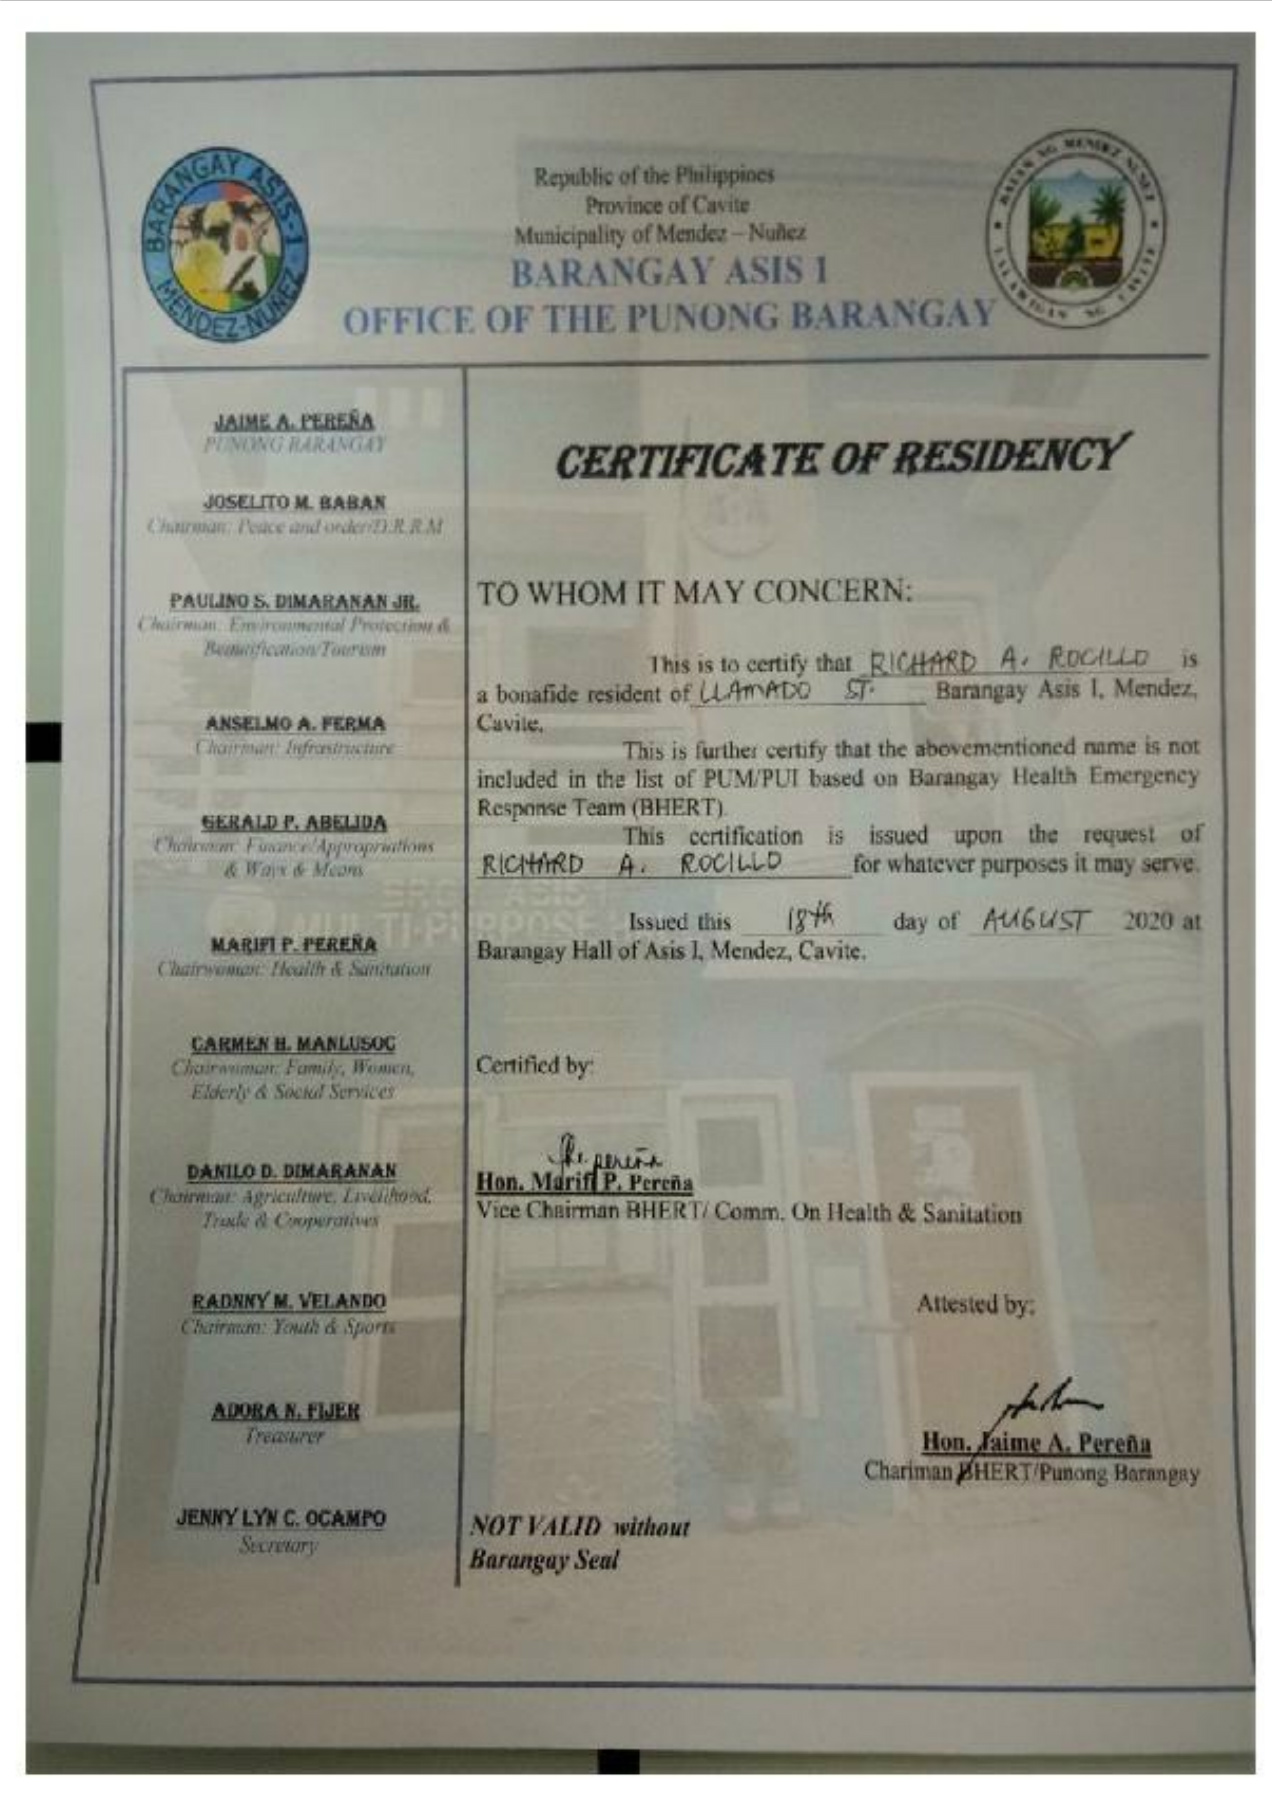 BARANGAY ASIS-1
MENDEZ-NUÑEZ
BAYAN NG MENDEZ NUÑEZ
LALAWIGAN NG CAVITE
Republic of the Philippines
Province of Cavite
Municipality of Mendez – Nuñez
BARANGAY ASIS 1
OFFICE OF THE PUNONG BARANGAY
JAIME A. PEREÑA
PUNONG BARANGAY
JOSELITO M. BABAN
Chairman: Peace and order/D.R.R.M
PAULINO S. DIMARANAN JR.
Chairman: Environmental Protection &
Beautification/Tourism
ANSELMO A. FERMA
Chairman: Infrastructure
GERALD P. ABELIDA
Chairman: Finance/Appropriations
& Ways & Means
MARIFI P. PEREÑA
Chairwoman: Health & Sanitation
CARMEN H. MANLUSOC
Chairwoman: Family, Women,
Elderly & Social Services
DANILO D. DIMARANAN
Chairman: Agriculture, Livelihood,
Trade & Cooperatives
RADNNY M. VELANDO
Chairman: Youth & Sports
ADORA N. FIJER
Treasurer
JENNY LYN C. OCAMPO
Secretary
CERTIFICATE OF RESIDENCY
TO WHOM IT MAY CONCERN:
This is to certify that RICHARD A. ROCILLO is
a bonafide resident of LLAMADO ST. Barangay Asis 1, Mendez,
Cavite.
This is further certify that the abovementioned name is not
included in the list of PUM/PUI based on Barangay Health Emergency
Response Team (BHERT).
This certification is issued upon the request of
RICHARD A. ROCILLO for whatever purposes it may serve.
Issued this 18th day of AUGUST 2020 at
Barangay Hall of Asis 1, Mendez, Cavite.
MULTI-PURPOSE
Certified by:
pereña
Hon. Marifi P. Pereña
Vice Chairman BHERT/ Comm. On Health & Sanitation
Attested by:
Hon. Jaime A. Pereña
Chariman BHERT/Punong Barangay
NOT VALID without
Barangay Seal